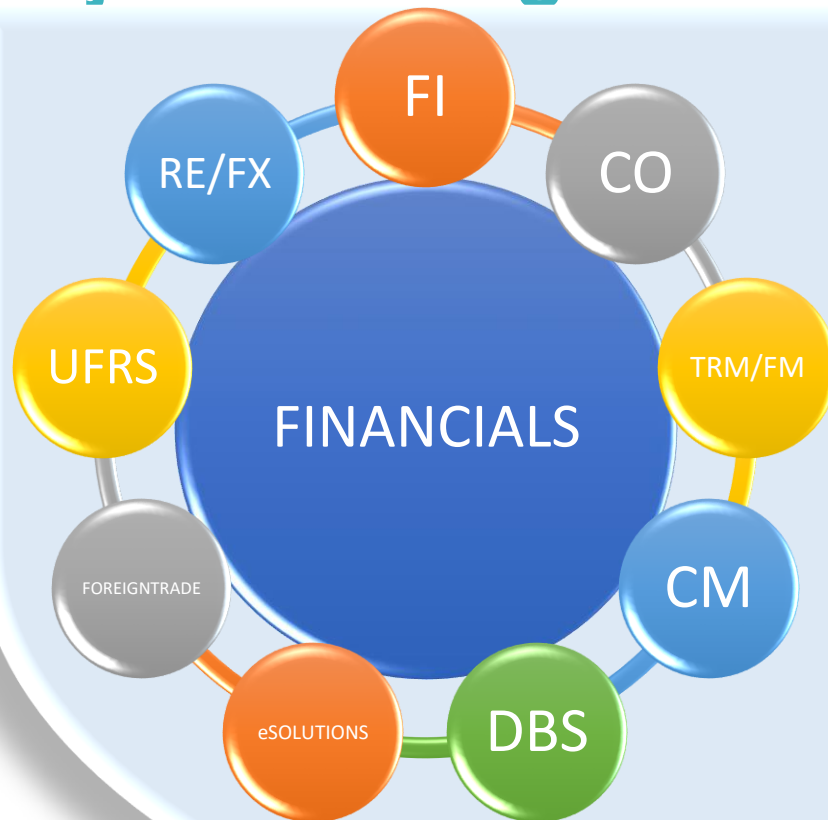 FI
CO
TRM/FM
CM
DBS
eSOLUTIONS
FOREIGNTRADE
UFRS
RE/FX
FINANCIALS